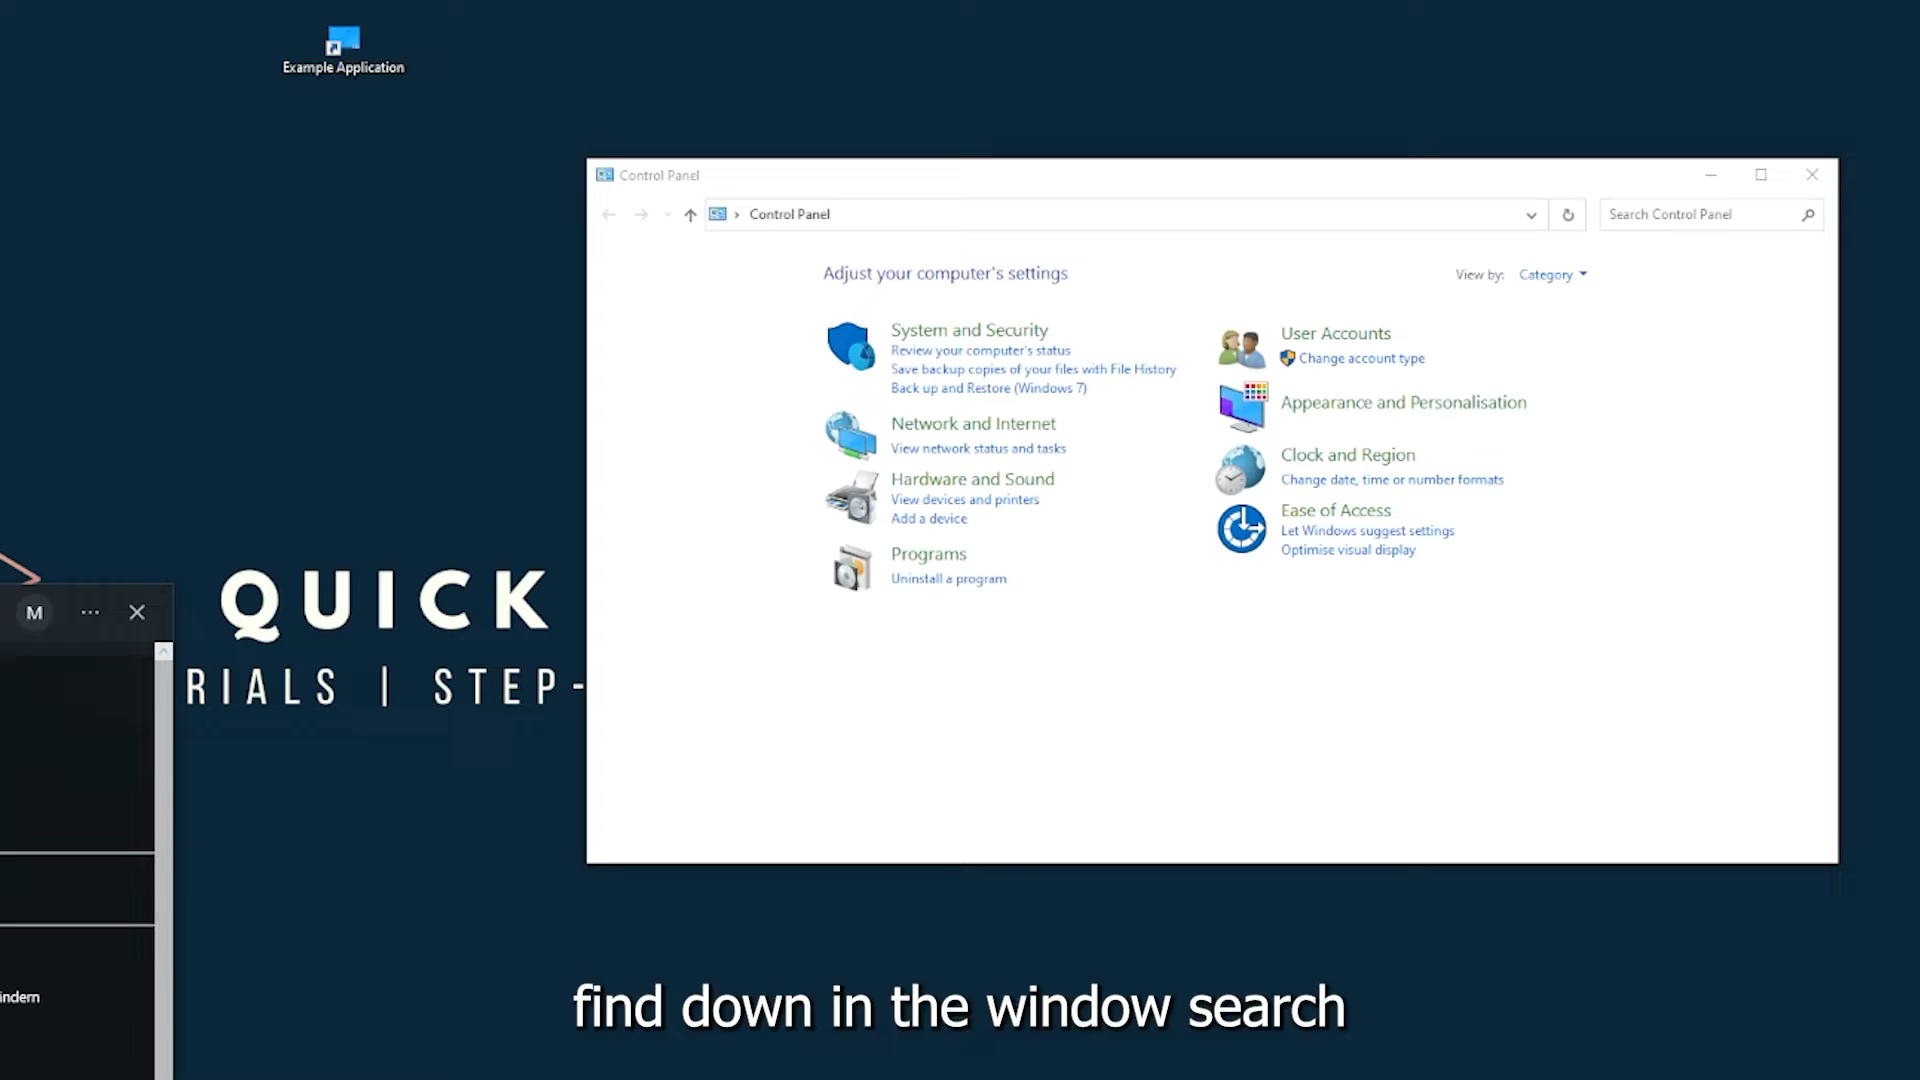 Example Application
Control Panel
Control Panel
Search Control Panel
Adjust your computer's settings
View by: Category
System and Security
Review your computer's status
Save backup copies of your files with File History
Back up and Restore (Windows 7)
Network and Internet
View network status and tasks
Hardware and Sound
View devices and printers
Add a device
Programs
Uninstall a program
User Accounts
Change account type
Appearance and Personalisation
Clock and Region
Change date, time or number formats
Ease of Access
Let Windows suggest settings
Optimise visual display
M
QUICK
RIALS | STEP-
indern
find down in the window search